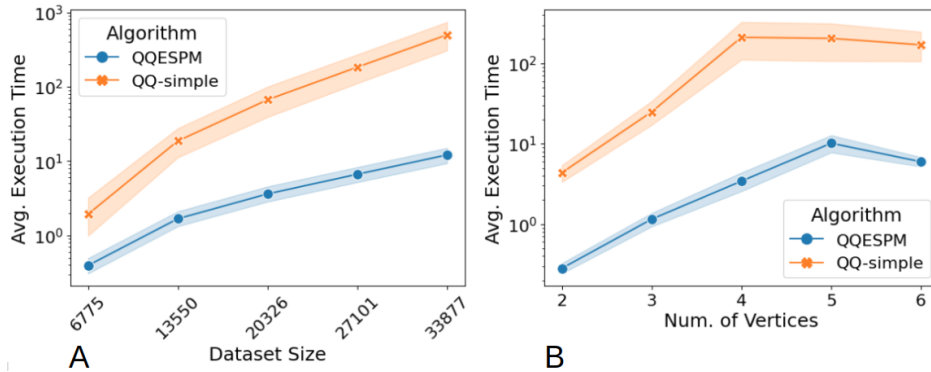 Avg. Execution Time
10³
10²
10¹
10⁰
Algorithm
QQESPM
QQ-simple
6775
13550
20326
27101
33877
Dataset Size
A
Avg. Execution Time
10²
10¹
10⁰
Algorithm
QQESPM
QQ-simple
2 3 4 5 6
Num. of Vertices
B